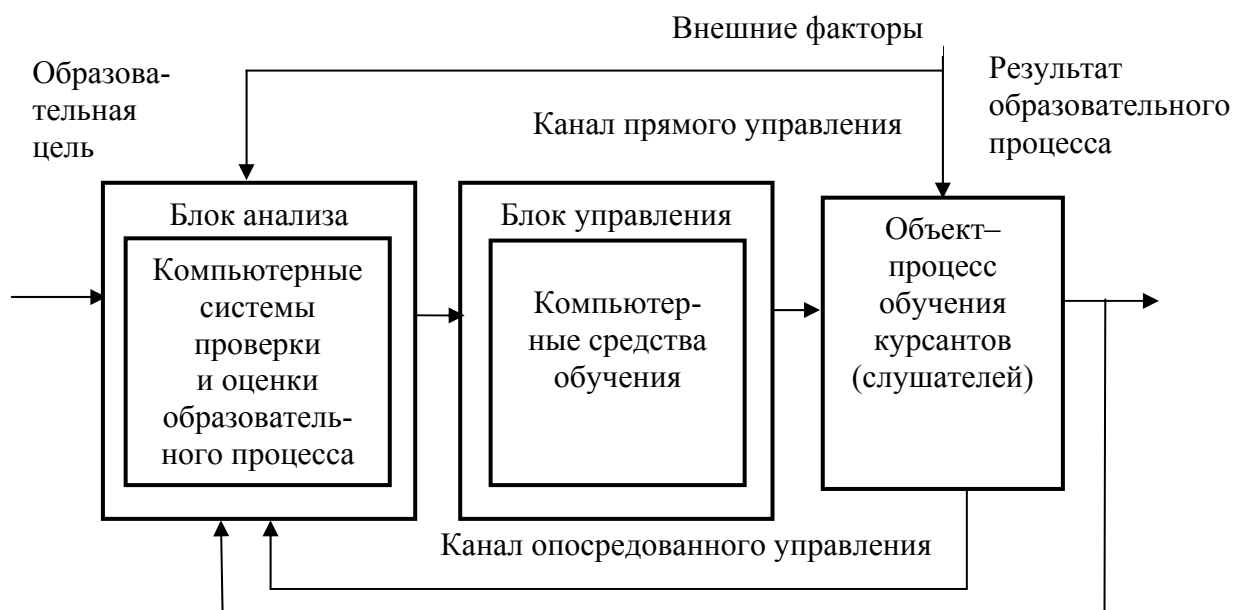 Внешние факторы
Образова-
тельная
цель
Результат
образовательного
процесса
Канал прямого управления
Блок анализа
Компьютерные
системы
проверки
и оценки
образователь-
ного процесса
Блок управления
Компьютер-
ные средства
обучения
Объект–
процесс
обучения
курсантов
(слушателей)
Канал опосредованного управления